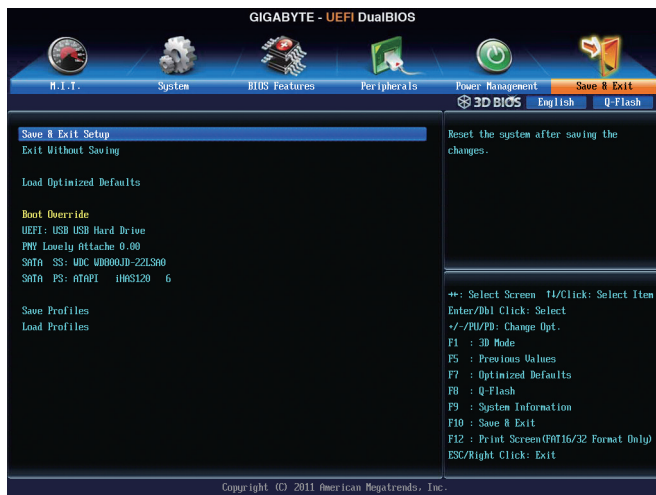 GIGABYTE - UEFI DualBIOS
M.I.T.
System
BIOS Features
Peripherals
Power Management
Save & Exit
3D BIOS
English
Q-Flash
Save & Exit Setup
Exit Without Saving
Load Optimized Defaults
Boot Override
UEFI: USB USB Hard Drive
PNY Lovely Attache 0.00
SATA SS: WDC WD800JD-22LSA0
SATA PS: ATAPI iHAS120 6
Save Profiles
Load Profiles
Reset the system after saving the
changes.
→←: Select Screen ↑↓/Click: Select Item
Enter/Dbl Click: Select
+/-/PU/PD: Change Opt.
F1 : 3D Mode
F5 : Previous Values
F7 : Optimized Defaults
F8 : Q-Flash
F9 : System Information
F10 : Save & Exit
F12 : Print Screen(FAT16/32 Format Only)
ESC/Right Click: Exit
Copyright (C) 2011 American Megatrends, Inc.